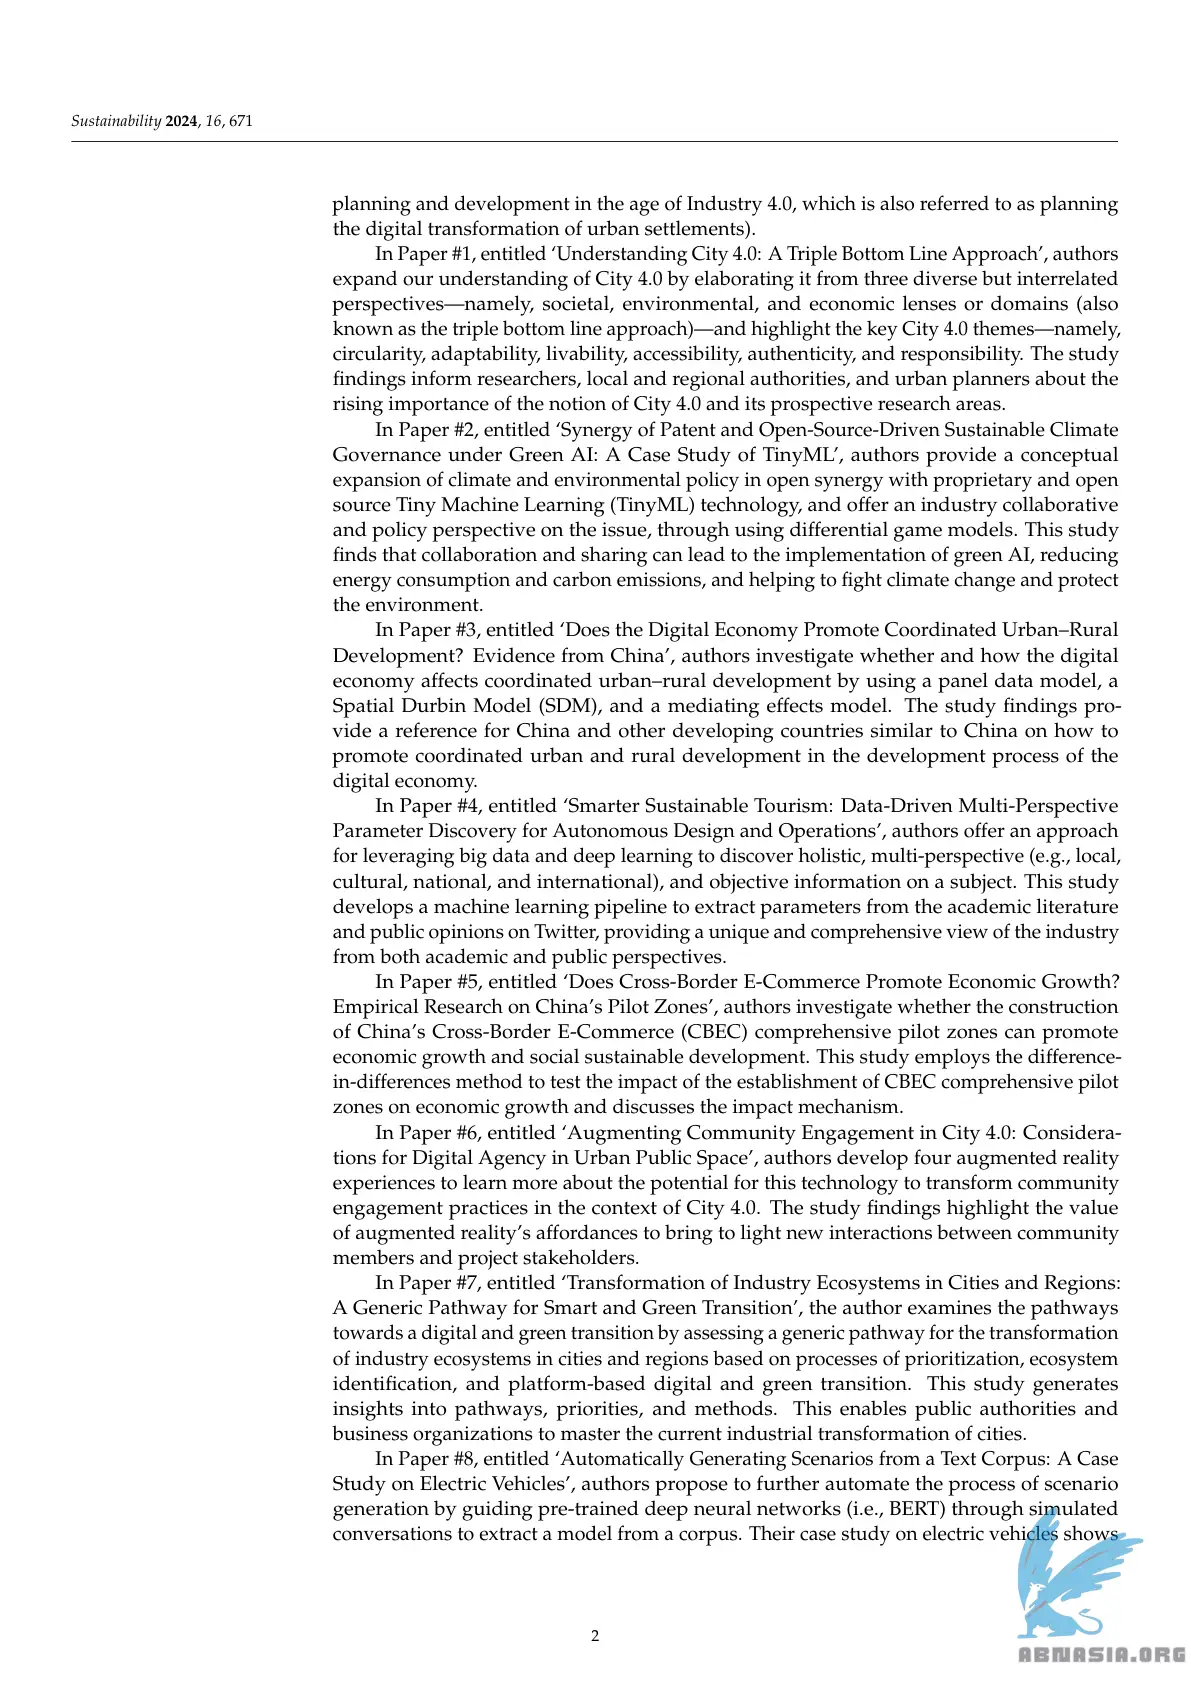 Sustainability 2024, 16, 671
planning and development in the age of Industry 4.0, which is also referred to as planning
the digital transformation of urban settlements).
In Paper #1, entitled ‘Understanding City 4.0: A Triple Bottom Line Approach’, authors
expand our understanding of City 4.0 by elaborating it from three diverse but interrelated
perspectives—namely, societal, environmental, and economic lenses or domains (also
known as the triple bottom line approach)—and highlight the key City 4.0 themes—namely,
circularity, adaptability, livability, accessibility, authenticity, and responsibility. The study
findings inform researchers, local and regional authorities, and urban planners about the
rising importance of the notion of City 4.0 and its prospective research areas.
In Paper #2, entitled ‘Synergy of Patent and Open-Source-Driven Sustainable Climate
Governance under Green AI: A Case Study of TinyML’, authors provide a conceptual
expansion of climate and environmental policy in open synergy with proprietary and open
source Tiny Machine Learning (TinyML) technology, and offer an industry collaborative
and policy perspective on the issue, through using differential game models. This study
finds that collaboration and sharing can lead to the implementation of green AI, reducing
energy consumption and carbon emissions, and helping to fight climate change and protect
the environment.
In Paper #3, entitled ‘Does the Digital Economy Promote Coordinated Urban–Rural
Development? Evidence from China’, authors investigate whether and how the digital
economy affects coordinated urban–rural development by using a panel data model, a
Spatial Durbin Model (SDM), and a mediating effects model. The study findings pro-
vide a reference for China and other developing countries similar to China on how to
promote coordinated urban and rural development in the development process of the
digital economy.
In Paper #4, entitled ‘Smarter Sustainable Tourism: Data-Driven Multi-Perspective
Parameter Discovery for Autonomous Design and Operations’, authors offer an approach
for leveraging big data and deep learning to discover holistic, multi-perspective (e.g., local,
cultural, national, and international), and objective information on a subject. This study
develops a machine learning pipeline to extract parameters from the academic literature
and public opinions on Twitter, providing a unique and comprehensive view of the industry
from both academic and public perspectives.
In Paper #5, entitled ‘Does Cross-Border E-Commerce Promote Economic Growth?
Empirical Research on China’s Pilot Zones’, authors investigate whether the construction
of China’s Cross-Border E-Commerce (CBEC) comprehensive pilot zones can promote
economic growth and social sustainable development. This study employs the difference-
in-differences method to test the impact of the establishment of CBEC comprehensive pilot
zones on economic growth and discusses the impact mechanism.
In Paper #6, entitled ‘Augmenting Community Engagement in City 4.0: Considera-
tions for Digital Agency in Urban Public Space’, authors develop four augmented reality
experiences to learn more about the potential for this technology to transform community
engagement practices in the context of City 4.0. The study findings highlight the value
of augmented reality’s affordances to bring to light new interactions between community
members and project stakeholders.
In Paper #7, entitled ‘Transformation of Industry Ecosystems in Cities and Regions:
A Generic Pathway for Smart and Green Transition’, the author examines the pathways
towards a digital and green transition by assessing a generic pathway for the transformation
of industry ecosystems in cities and regions based on processes of prioritization, ecosystem
identification, and platform-based digital and green transition. This study generates
insights into pathways, priorities, and methods. This enables public authorities and
business organizations to master the current industrial transformation of cities.
In Paper #8, entitled ‘Automatically Generating Scenarios from a Text Corpus: A Case
Study on Electric Vehicles’, authors propose to further automate the process of scenario
generation by guiding pre-trained deep neural networks (i.e., BERT) through simulated
conversations to extract a model from a corpus. Their case study on electric vehicles shows
2
ABNASIA.ORG